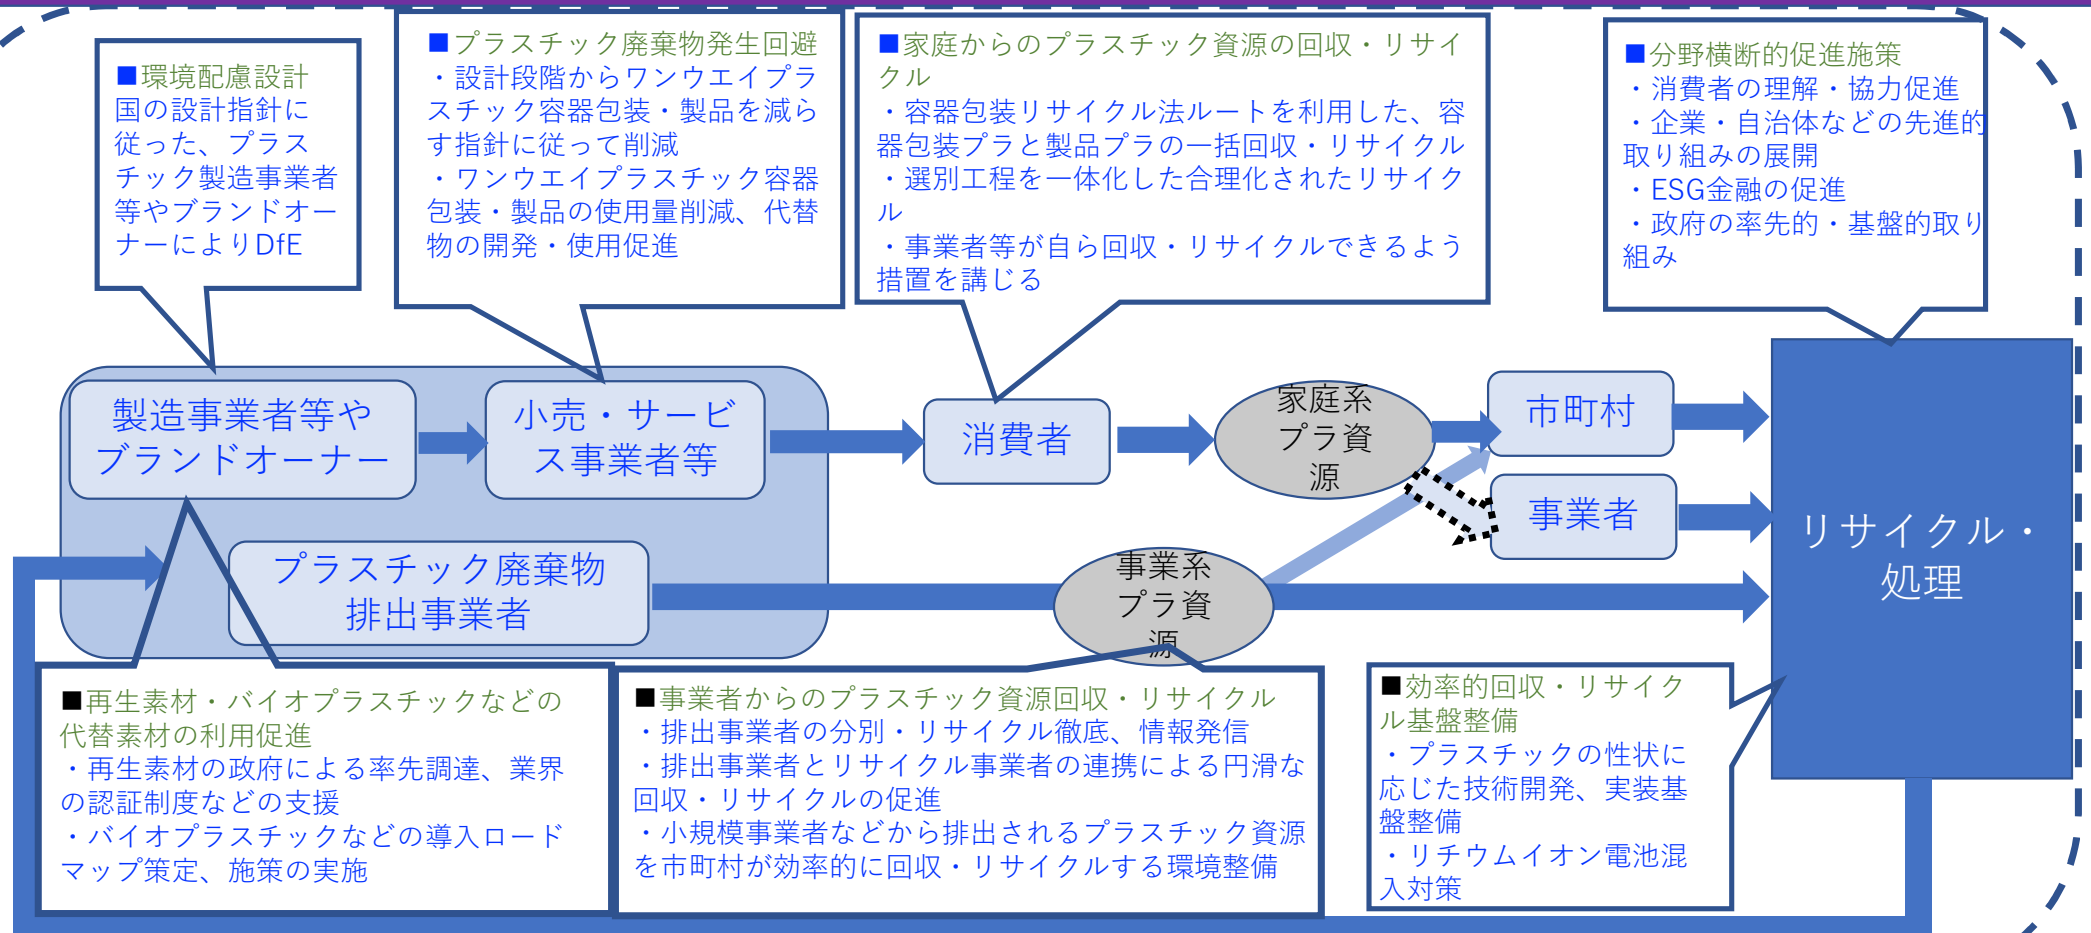 ■環境配慮設計
国の設計指針に
従った、プラス
チック製造事業者
等やブランドオー
ナーによりDfE
■プラスチック廃棄物発生回避
・設計段階からワンウエイプラ
スチック容器包装・製品を減ら
す指針に従って削減
・ワンウエイプラスチック容器
包装・製品の使用量削減、代替
物の開発・使用促進
■家庭からのプラスチック資源の回収・リサイ
クル
・容器包装リサイクル法ルートを利用した、容
器包装プラと製品プラの一括回収・リサイクル
・選別工程を一体化した合理化されたリサイク
ル
・事業者等が自ら回収・リサイクルできるよう
措置を講じる
■分野横断的促進施策
・消費者の理解・協力促進
・企業・自治体などの先進的
取り組みの展開
・ESG金融の促進
・政府の率先的・基盤的取り
組み
製造事業者等や
ブランドオーナー
小売・サービ
ス事業者等
消費者
家庭系
プラ資
源
市町村
事業者
リサイクル・
処理
プラスチック廃棄物
排出事業者
事業系
プラ資
源
■再生素材・バイオプラスチックなどの
代替素材の利用促進
・再生素材の政府による率先調達、業界
の認証制度などの支援
・バイオプラスチックなどの導入ロード
マップ策定、施策の実施
■事業者からのプラスチック資源回収・リサイクル
・排出事業者の分別・リサイクル徹底、情報発信
・排出事業者とリサイクル事業者の連携による円滑な
回収・リサイクルの促進
・小規模事業者などから排出されるプラスチック資源
を市町村が効率的に回収・リサイクルする環境整備
■効率的回収・リサイク
ル基盤整備
・プラスチックの性状に
応じた技術開発、実装基
盤整備
・リチウムイオン電池混
入対策